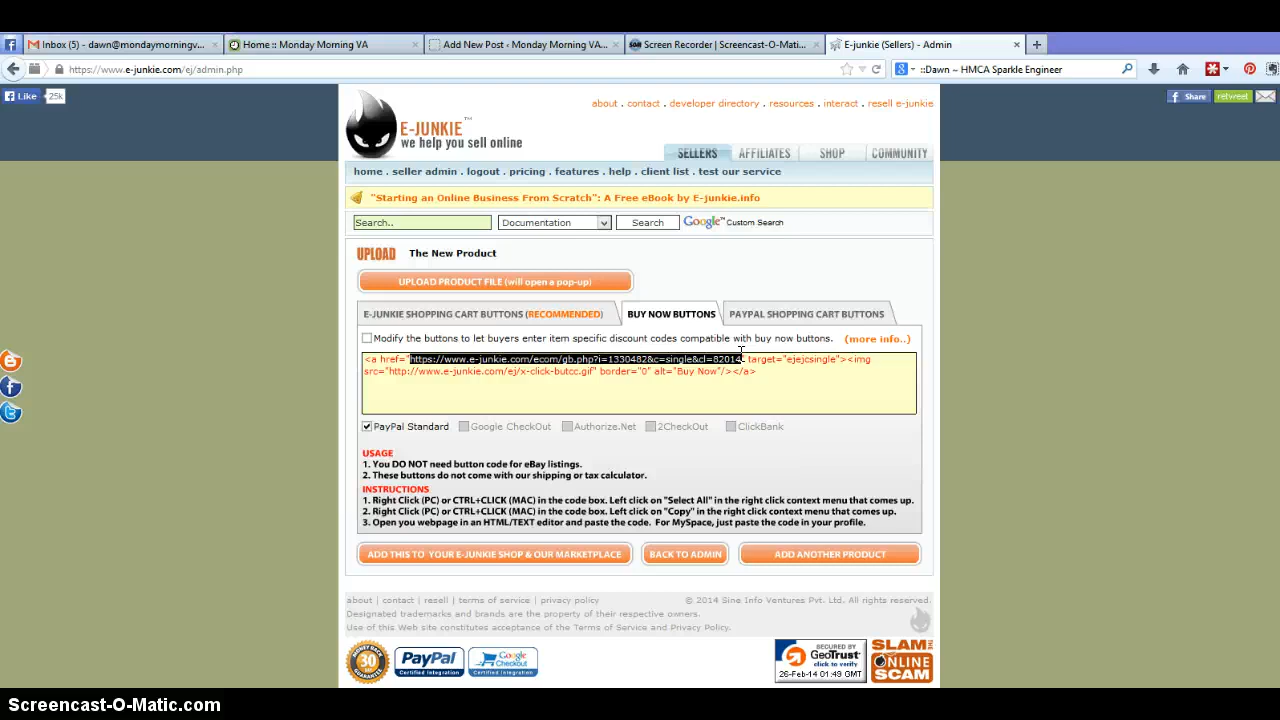 Inbox (5) - dawn@mondaymorningv...
Home :: Monday Morning VA
Add New Post ‹ Monday Morning VA...
Screen Recorder | Screencast-O-Mati...
E-junkie (Sellers) - Admin
https://www.e-junkie.com/ej/admin.php
::Dawn ~ HMCA Sparkle Engineer
Like 25k
Share retweet
about . contact . developer directory . resources . interact . resell e-junkie
E-JUNKIE™
we help you sell online
SELLERS AFFILIATES SHOP COMMUNITY
home . seller admin . logout . pricing . features . help . client list . test our service
"Starting an Online Business From Scratch": A Free eBook by E-junkie.info
Search.. Documentation Search Google™ Custom Search
UPLOAD The New Product
UPLOAD PRODUCT FILE (will open a pop-up)
E-JUNKIE SHOPPING CART BUTTONS (RECOMMENDED) BUY NOW BUTTONS PAYPAL SHOPPING CART BUTTONS
Modify the buttons to let buyers enter item specific discount codes compatible with buy now buttons. (more info..)
<a href="https://www.e-junkie.com/ecom/gb.php?i=1330482&c=single&cl=82014" target="ejejcsingle"><img
src="http://www.e-junkie.com/ej/x-click-butcc.gif" border="0" alt="Buy Now"/></a>
PayPal Standard Google CheckOut Authorize.Net 2CheckOut ClickBank
USAGE
1. You DO NOT need button code for eBay listings.
2. These buttons do not come with our shipping or tax calculator.
INSTRUCTIONS
1. Right Click (PC) or CTRL+CLICK (MAC) in the code box. Left click on "Select All" in the right click context menu that comes up.
2. Right Click (PC) or CTRL+CLICK (MAC) in the code box. Left click on "Copy" in the right click context menu that comes up.
3. Open you webpage in an HTML/TEXT editor and paste the code. For MySpace, just paste the code in your profile.
ADD THIS TO YOUR E-JUNKIE SHOP & OUR MARKETPLACE BACK TO ADMIN ADD ANOTHER PRODUCT
about | contact | resell | terms of service | privacy policy © 2014 Sine Info Ventures Pvt. Ltd. All rights reserved.
Designated trademarks and brands are the property of their respective owners.
Use of this Web site constitutes acceptance of the Terms of Service and Privacy Policy.
30
PayPal
Certified Integration
Google Checkout
Certified Integration
SECURED BY
GeoTrust
click to verify
26-Feb-14 01:49 GMT
SLAM THE
ONLINE
SCAM
Screencast-O-Matic.com